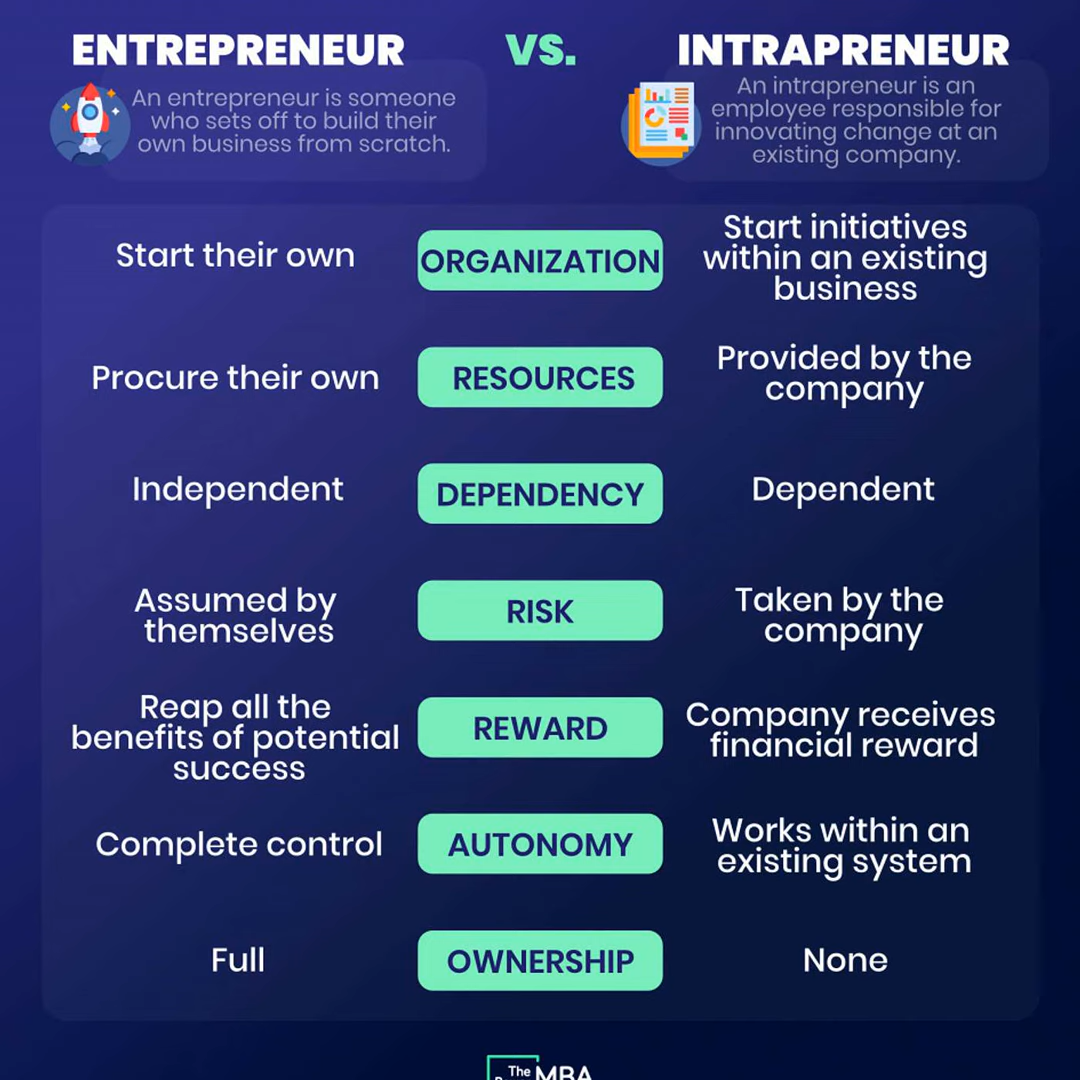 ENTREPRENEUR VS. INTRAPRENEUR
An entrepreneur is someone
who sets off to build their
own business from scratch.
An intrapreneur is an
employee responsible for
innovating change at an
existing company.
Start their own
ORGANIZATION
Start initiatives
within an existing
business
Procure their own
RESOURCES
Provided by the
company
Independent
DEPENDENCY
Dependent
Assumed by
themselves
RISK
Taken by the
company
Reap all the
benefits of potential
success
REWARD
Company receives
financial reward
Complete control
AUTONOMY
Works within an
existing system
Full
OWNERSHIP
None
The
MBA